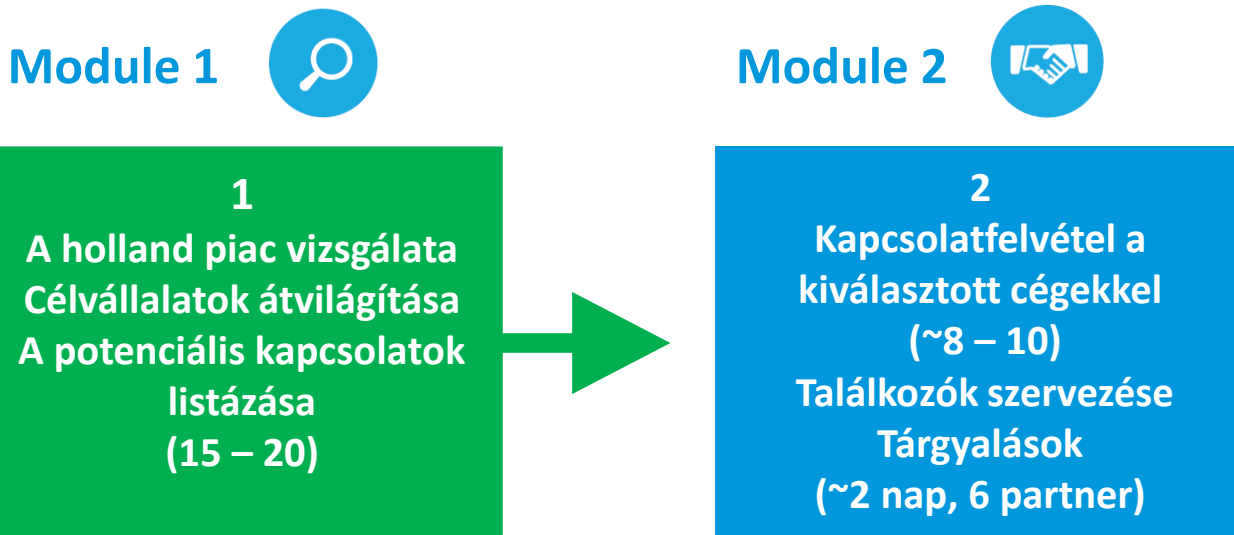 Module 1
1
A holland piac vizsgálata
Célvállalatok átvilágítása
A potenciális kapcsolatok
listázása
(15 – 20)
Module 2
2
Kapcsolatfelvétel a
kiválasztott cégekkel
(~8 – 10)
Találkozók szervezése
Tárgyalások
(~2 nap, 6 partner)